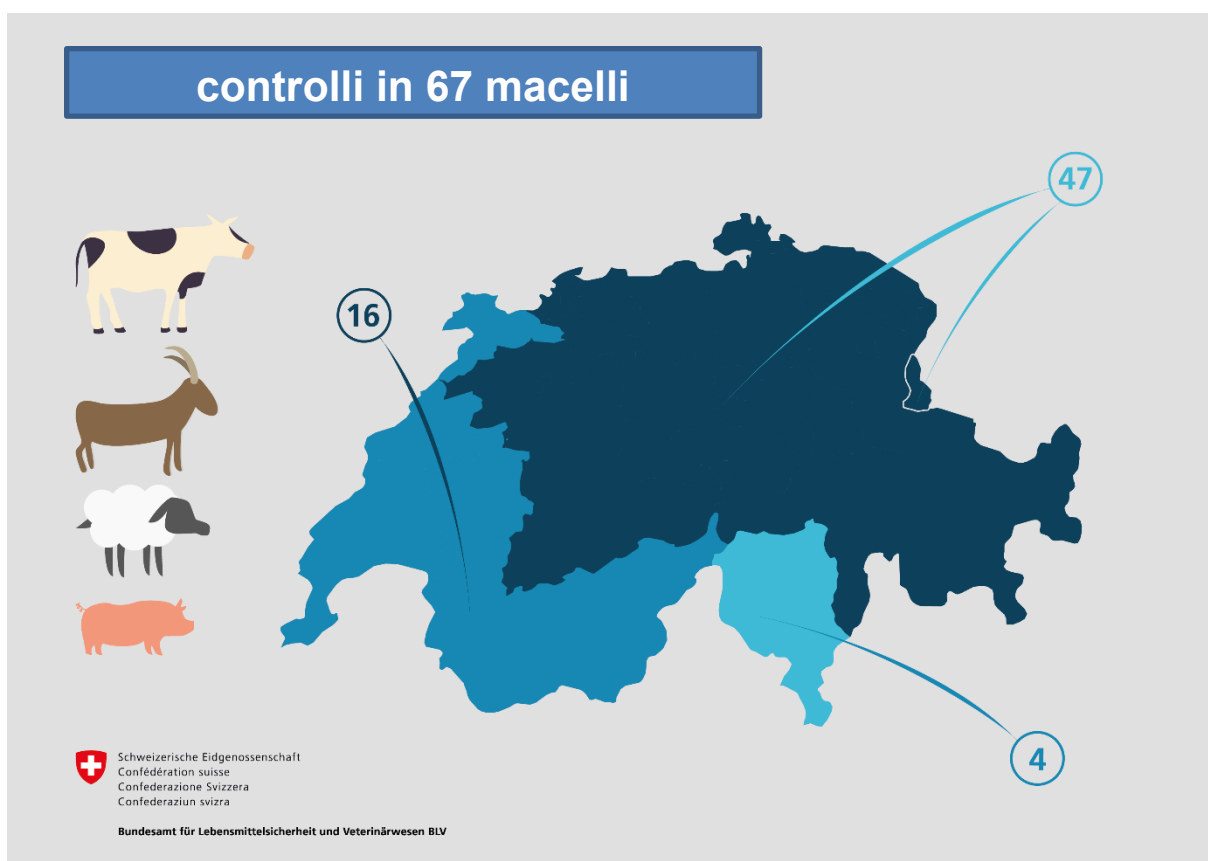 controlli in 67 macelli
47
16
4
Schweizerische Eidgenossenschaft
Confédération suisse
Confederazione Svizzera
Confederaziun svizra
Bundesamt für Lebensmittelsicherheit und Veterinärwesen BLV